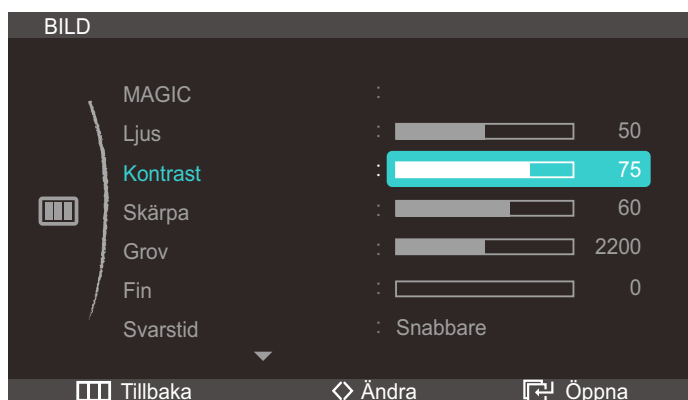 BILD
MAGIC :
Ljus : 50
Kontrast : 75
Skärpa : 60
Grov : 2200
Fin : 0
Svarstid : Snabbare
Tillbaka Ändra Öppna